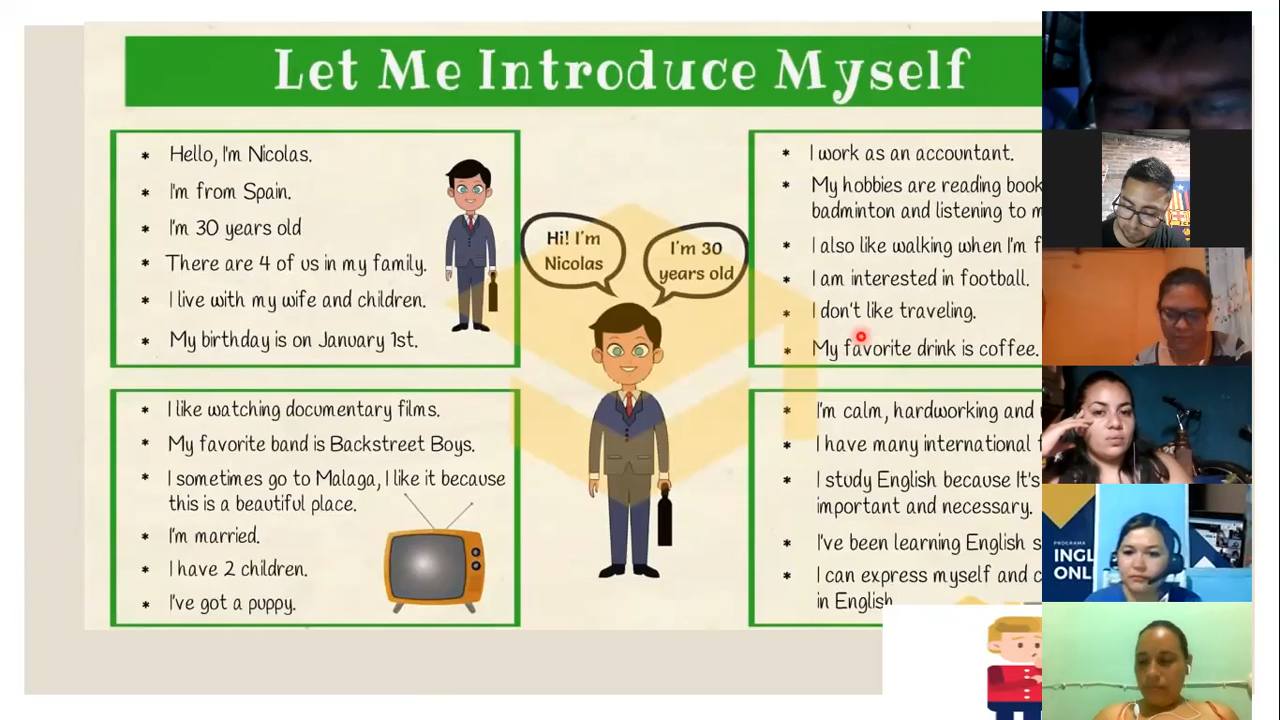 Let Me Introduce Myself
* Hello, I'm Nicolas.
* I'm from Spain.
* I'm 30 years old
* There are 4 of us in my family.
* I live with my wife and children.
* My birthday is on January 1st.
Hi! I'm
Nicolas
I'm 30
years old
* I work as an accountant.
* My hobbies are reading book
badminton and listening to m
* I also like walking when I'm f
* I am interested in football.
* I don't like traveling.
* My favorite drink is coffee.
* I like watching documentary films.
* My favorite band is Backstreet Boys.
* I sometimes go to Malaga, I like it because
this is a beautiful place.
* I'm married.
* I have 2 children.
* I've got a puppy.
* I'm calm, hardworking and
* I have many international f
* I study English because It's
important and necessary.
* I've been learning English s
* I can express myself and c
in English
PROGRAMA
INGL
ONL